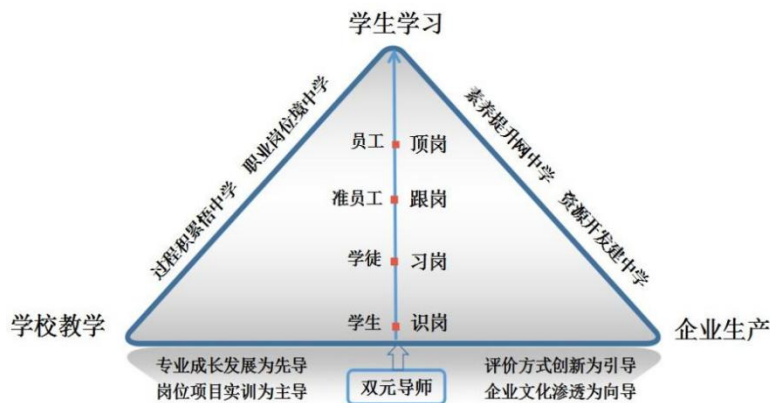 学生学习
职业岗位境中学
过程积累悟中学
素养提升网中学
资源开发建中学
员工 顶岗
准员工 跟岗
学徒 习岗
学生 识岗
学校教学
企业生产
专业成长发展为先导
岗位项目实训为主导
双元导师
评价方式创新为引导
企业文化渗透为向导